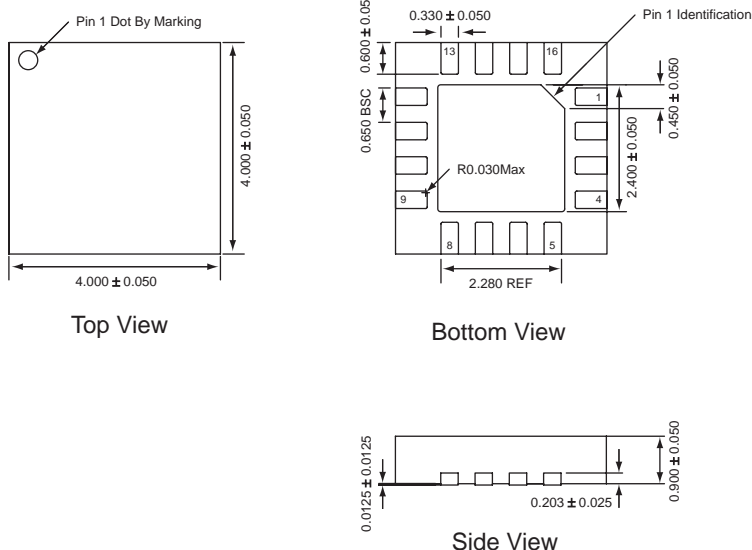 Pin 1 Dot By Marking
4.000 ± 0.050
4.000 ± 0.050
Top View
0.600 ± 0.050
0.330 ± 0.050
Pin 1 Identification
13
16
0.650 BSC
1
0.450 ± 0.050
2.400 ± 0.050
R0.030Max
9
4
8
5
2.280 REF
Bottom View
0.0125 ± 0.0125
0.203 ± 0.025
0.900 ± 0.050
Side View